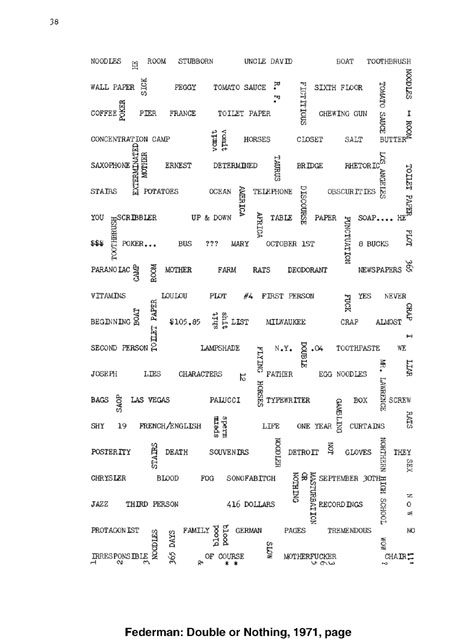 38
NOODLES HE ROOM STUBBORN UNCLE DAVID BOAT TOOTHBRUSH
WALL PAPER SICK PEGGY TOMATO SAUCE R. F. FICTITIOUS SIXTH FLOOR TOMATO SAUCE NOODLES
COFFEE POKER PIER FRANCE TOILET PAPER CHEWING GUN I ROOM
CONCENTRATION CAMP vomit vomit HORSES CLOSET SALT BUTTER
SAXOPHONE EXTERMINATED MOTHER ERNEST DETERMINED TAURUS BRIDGE RHETORIC LOS ANGELES TOILET PAPER
STAIRS POTATOES OCEAN AMERICA TELEPHONE DISCOURSE OBSCURITIES
YOU TOOTHBRUSH SCRIBBLER UP & DOWN AFRICA TABLE PAPER PUNCTUATION SOAP.... HE PLOT
$$$ POKER... BUS ??? MARY OCTOBER 1ST 8 BUCKS
PARANOIAC CAMP ROOM MOTHER FARM RATS DEODORANT NEWSPAPERS 365
VITAMINS LOULOU PLOT #4 FIRST PERSON FUCK YES NEVER CRAP
BEGINNING BOAT TOILET PAPER $105.85 shit shit LIST MILWAUKEE CRAP ALMOST I
SECOND PERSON LAMPSHADE FLYING HORSES N.Y. DOUBLE .04 TOOTHPASTE WE
JOSEPH LIES CHARACTERS 12 FATHER EGG NOODLES MR. LAWRENCE LIAR
BAGS SOAP LAS VEGAS PALUCCI TYPEWRITER GAMBLING BOX SCREW
SHY 19 FRENCH/ENGLISH sperm sperm LIFE ONE YEAR CURTAINS RATS
POSTERITY STAIRS DEATH SOUVENIRS NOODLES DETROIT NOT GLOVES NORTHERN HIGH SCHOOL THEY SEX
CHRYSLER BLOOD FOG SONOFABITCH NOTHING OR MASTURBATION SEPTEMBER 30TH
JAZZ THIRD PERSON 416 DOLLARS RECORDINGS NOW
PROTAGONIST NOODLES 365 DAYS FAMILY blood blood GERMAN SLOW PAGES TREMENDOUS WOW NO
IRRESPONSIBLE & OF COURSE * * MOTHERFUCKER CHAIR
Federman: Double or Nothing, 1971, page